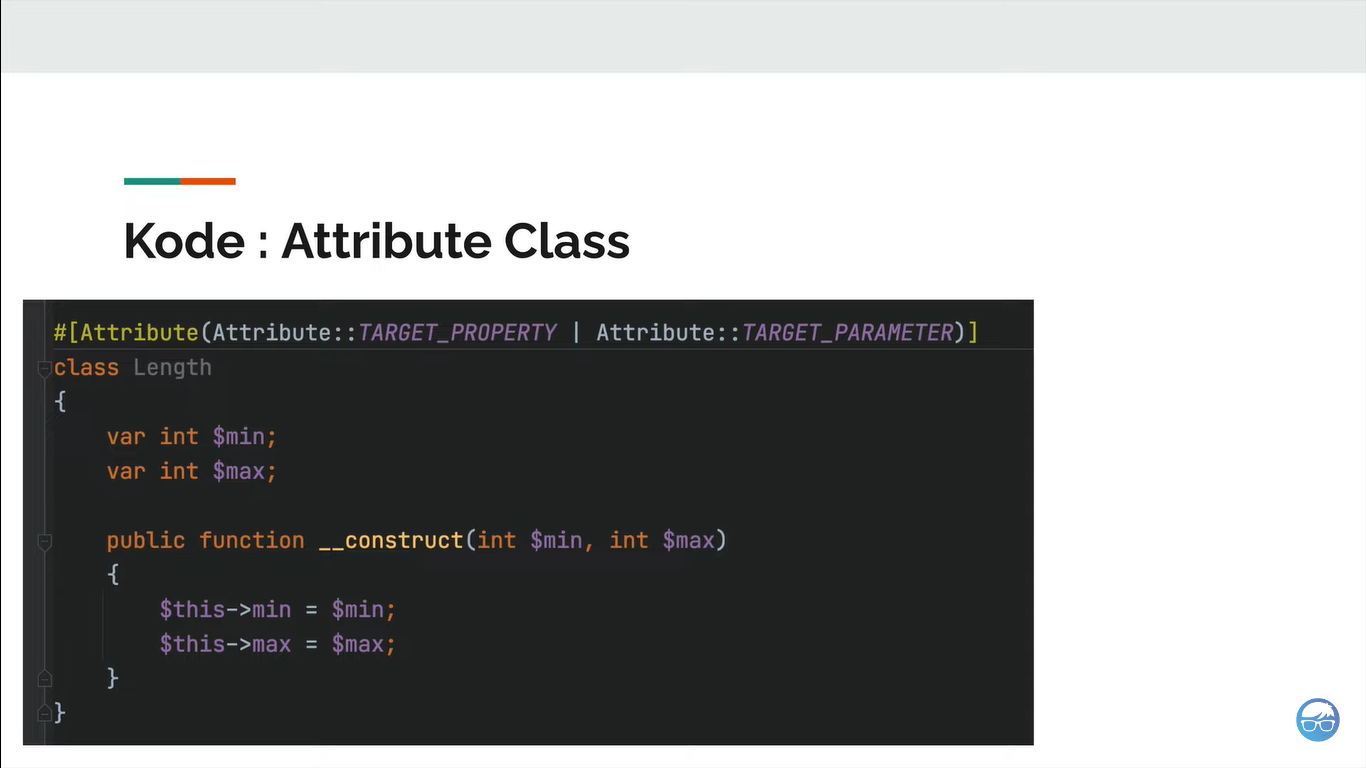 Kode : Attribute Class
#[Attribute(Attribute::TARGET_PROPERTY | Attribute::TARGET_PARAMETER)]
class Length
{
    var int $min;
    var int $max;

    public function __construct(int $min, int $max)
    {
        $this->min = $min;
        $this->max = $max;
    }
}